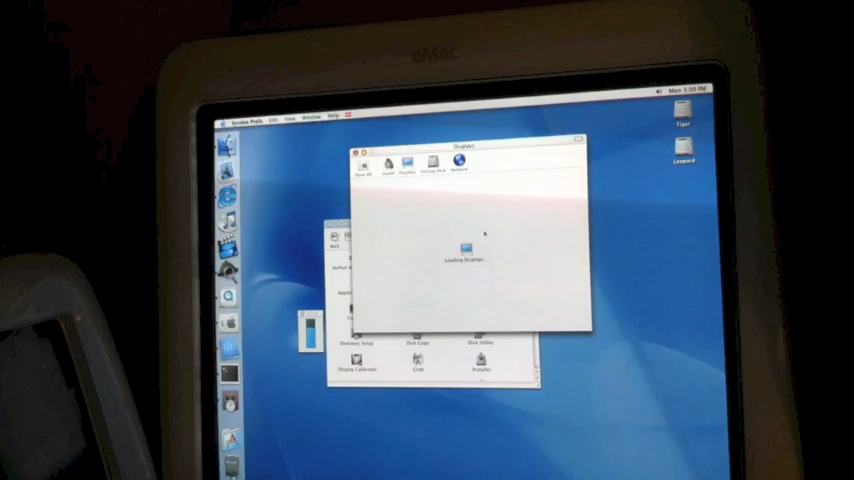 eMac
System Prefs Edit View Window Help
Mon 3:09 PM
Displays
Show All Sound Displays Startup Disk Network
Tiger
Leopard
Loading Displays...
Back
Directory Setup Disk Copy Disk Utility
Display Calibrator Grab Installer